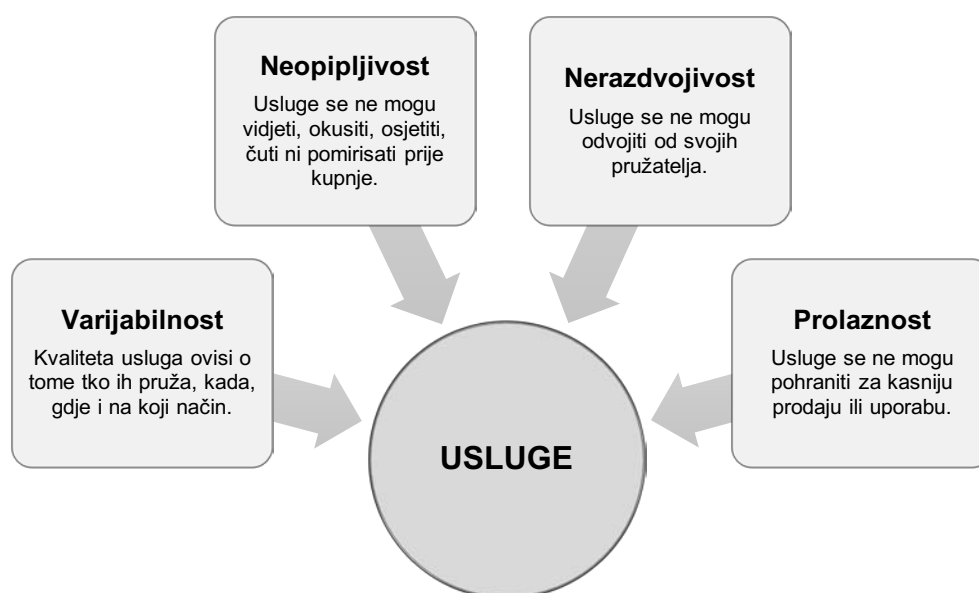 Neopipljivost
Usluge se ne mogu
vidjeti, okusiti, osjetiti,
čuti ni pomirisati prije
kupnje.
Nerazdvojivost
Usluge se ne mogu
odvojiti od svojih
pružatelja.
Varijabilnost
Kvaliteta usluga ovisi o
tome tko ih pruža, kada,
gdje i na koji način.
Prolaznost
Usluge se ne mogu
pohraniti za kasniju
prodaju ili uporabu.
USLUGE